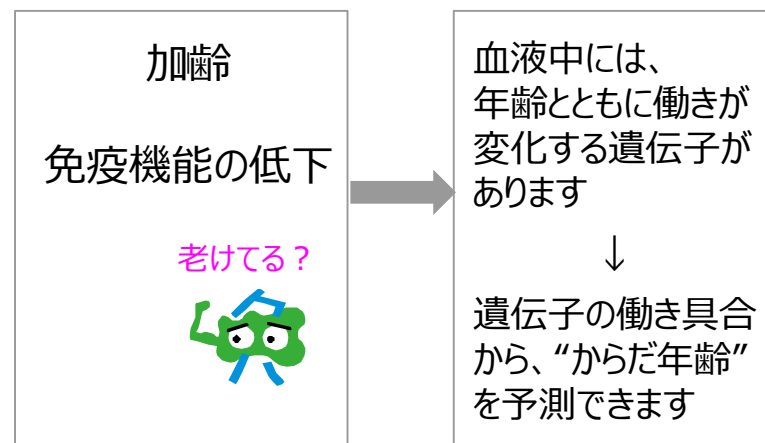 加齢
免疫機能の低下
老けてる？
血液中には、
年齢とともに働きが
変化する遺伝子が
あります
↓
遺伝子の働き具合
から、“からだ年齢”
を予測できます